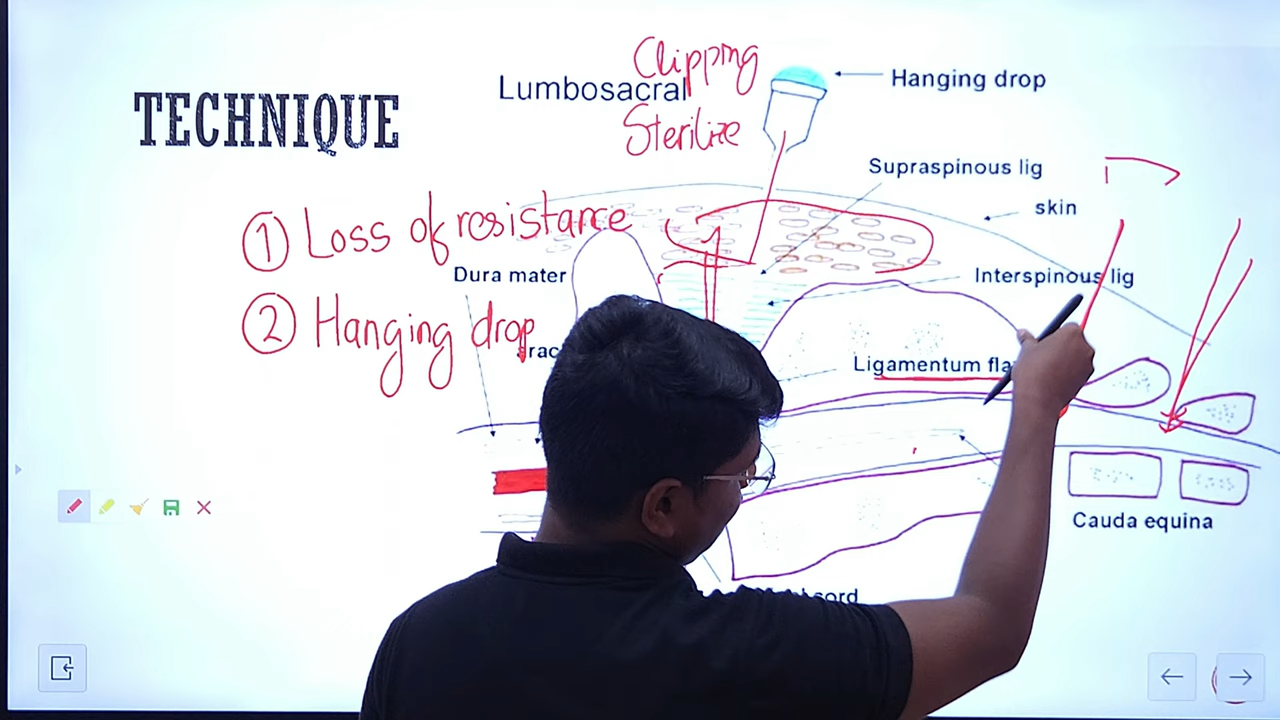 TECHNIQUE
Lumbosacral
Clipping
Sterilize
Hanging drop
Supraspinous lig
skin
① Loss of resistance
Dura mater
Interspinous lig
② Hanging drop
Ligamentum fla
Cauda equina